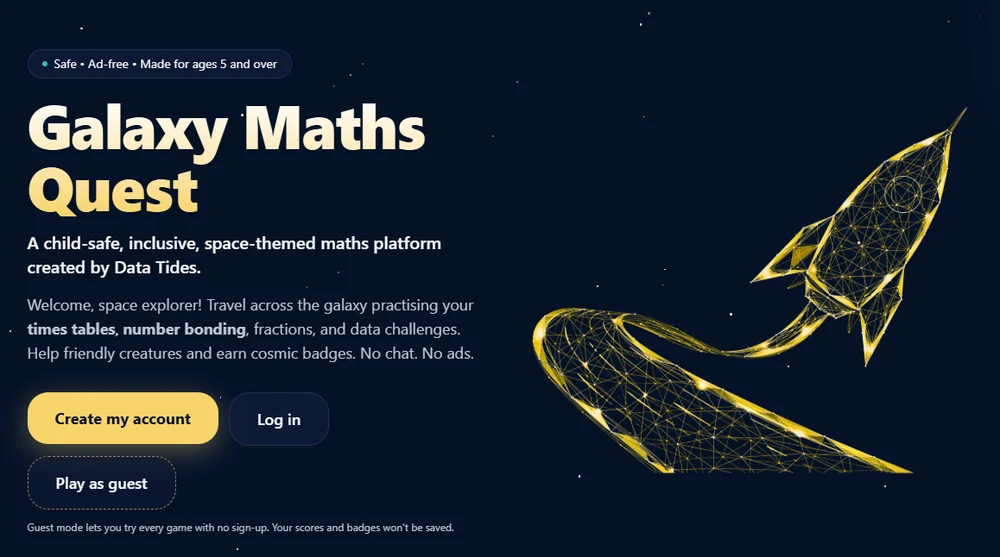 Safe • Ad-free • Made for ages 5 and over
Galaxy Maths
Quest
A child-safe, inclusive, space-themed maths platform
created by Data Tides.
Welcome, space explorer! Travel across the galaxy practising your
times tables, number bonding, fractions, and data challenges.
Help friendly creatures and earn cosmic badges. No chat. No ads.
Create my account
Log in
Play as guest
Guest mode lets you try every game with no sign-up. Your scores and badges won't be saved.